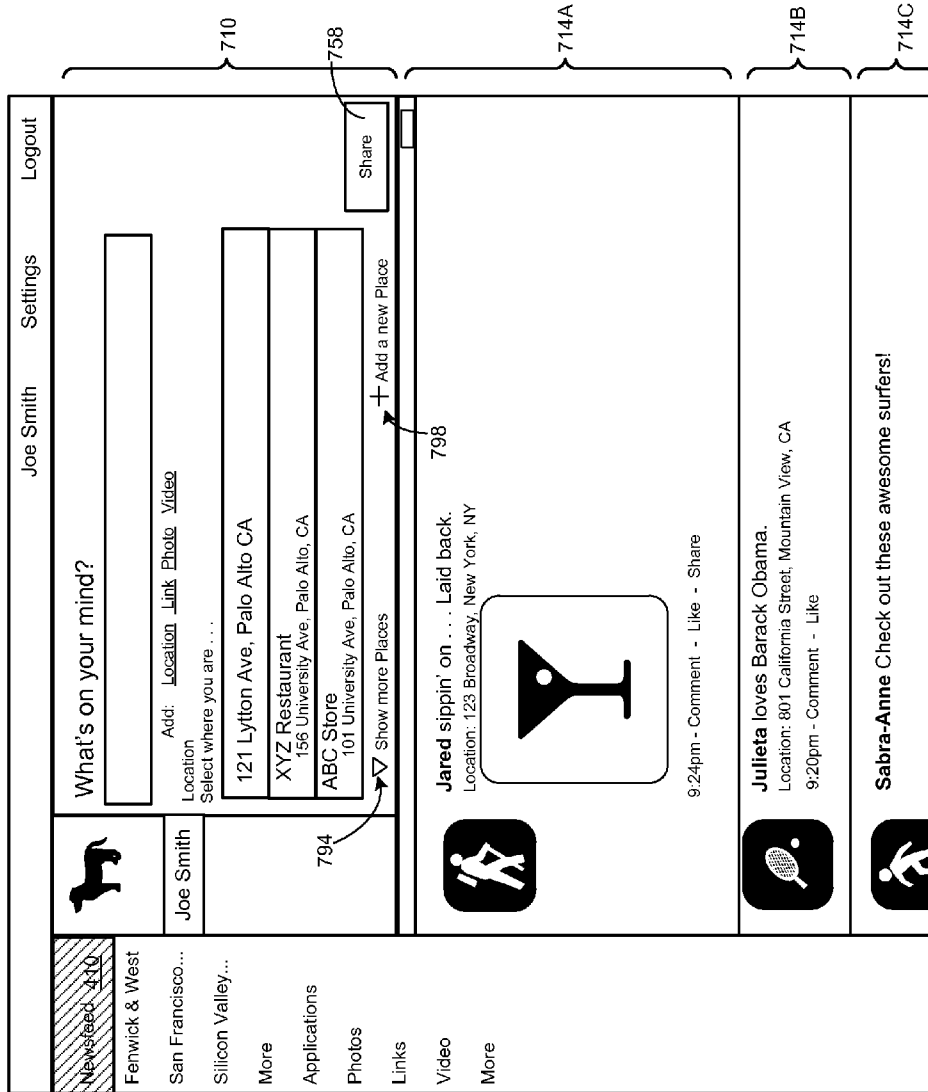 Joe Smith Settings Logout
Newsfeed 410
Fenwick & West
San Francisco...
Silicon Valley...
More
Applications
Photos
Links
Video
More
Joe Smith
What's on your mind?
Add: Location Link Photo Video
Location
Select where you are . . .
121 Lytton Ave, Palo Alto CA
XYZ Restaurant
156 University Ave, Palo Alto, CA
ABC Store
101 University Ave, Palo Alto, CA
Show more Places
Add a new Place
Share
794
798
710
758
Jared sippin' on . . . Laid back.
Location: 123 Broadway, New York, NY
9:24pm - Comment - Like - Share
714A
Julieta loves Barack Obama.
Location: 801 California Street, Mountain View, CA
9:20pm - Comment - Like
714B
Sabra-Anne Check out these awesome surfers!
714C